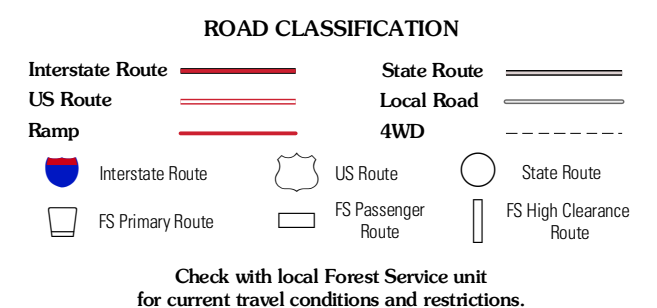 ROAD CLASSIFICATION
Interstate Route
State Route
US Route
Local Road
Ramp
4WD
Interstate Route
US Route
State Route
FS Primary Route
FS Passenger
Route
FS High Clearance
Route
Check with local Forest Service unit
for current travel conditions and restrictions.